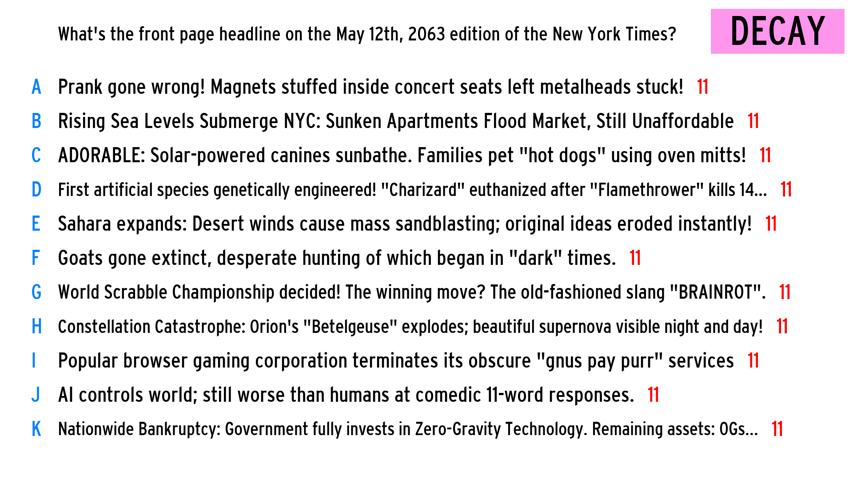 What's the front page headline on the May 12th, 2063 edition of the New York Times?
DECAY
A Prank gone wrong! Magnets stuffed inside concert seats left metalheads stuck! 11
B Rising Sea Levels Submerge NYC: Sunken Apartments Flood Market, Still Unaffordable 11
C ADORABLE: Solar-powered canines sunbathe. Families pet "hot dogs" using oven mitts! 11
D First artificial species genetically engineered! "Charizard" euthanized after "Flamethrower" kills 14... 11
E Sahara expands: Desert winds cause mass sandblasting; original ideas eroded instantly! 11
F Goats gone extinct, desperate hunting of which began in "dark" times. 11
G World Scrabble Championship decided! The winning move? The old-fashioned slang "BRAINROT". 11
H Constellation Catastrophe: Orion's "Betelgeuse" explodes; beautiful supernova visible night and day! 11
I Popular browser gaming corporation terminates its obscure "gnus pay purr" services 11
J AI controls world; still worse than humans at comedic 11-word responses. 11
K Nationwide Bankruptcy: Government fully invests in Zero-Gravity Technology. Remaining assets: OGs... 11